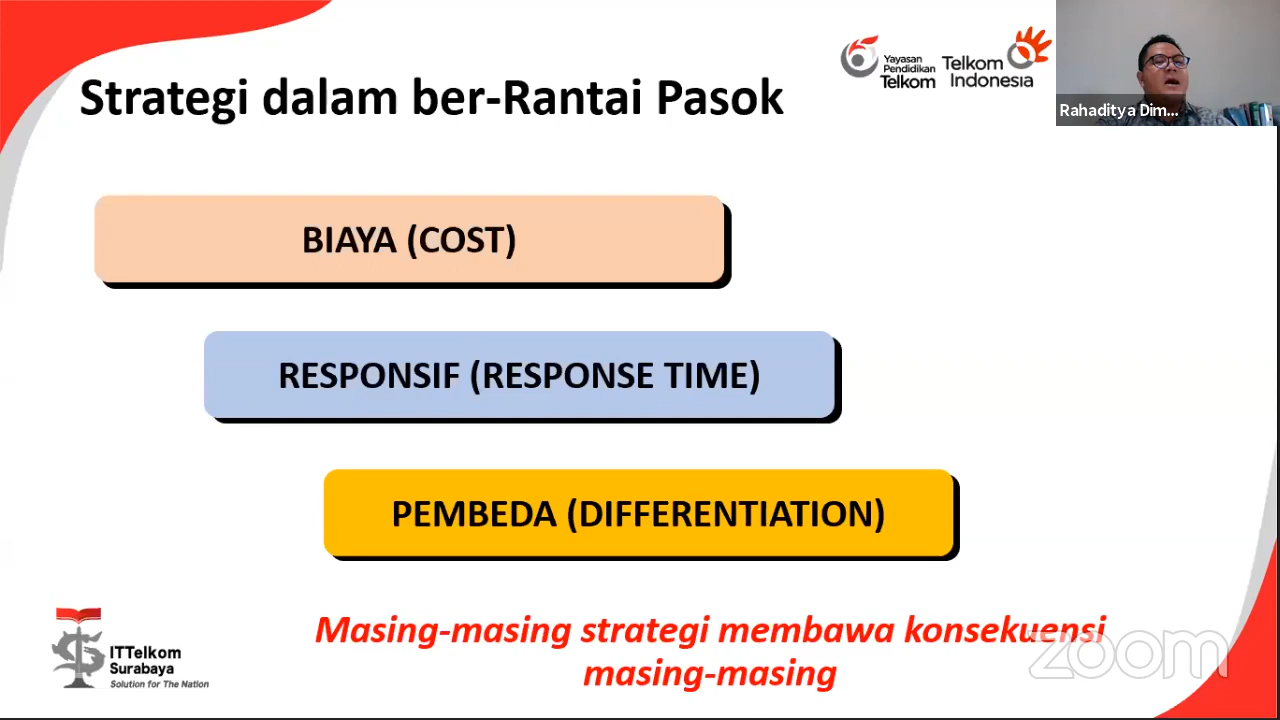 Strategi dalam ber-Rantai Pasok
Yayasan
Pendidikan
Telkom
Telkom
Indonesia
Rahaditya Dim...
BIAYA (COST)
RESPONSIF (RESPONSE TIME)
PEMBEDA (DIFFERENTIATION)
Masing-masing strategi membawa konsekuensi
masing-masing
ITTelkom
Surabaya
Solution for The Nation
zoom